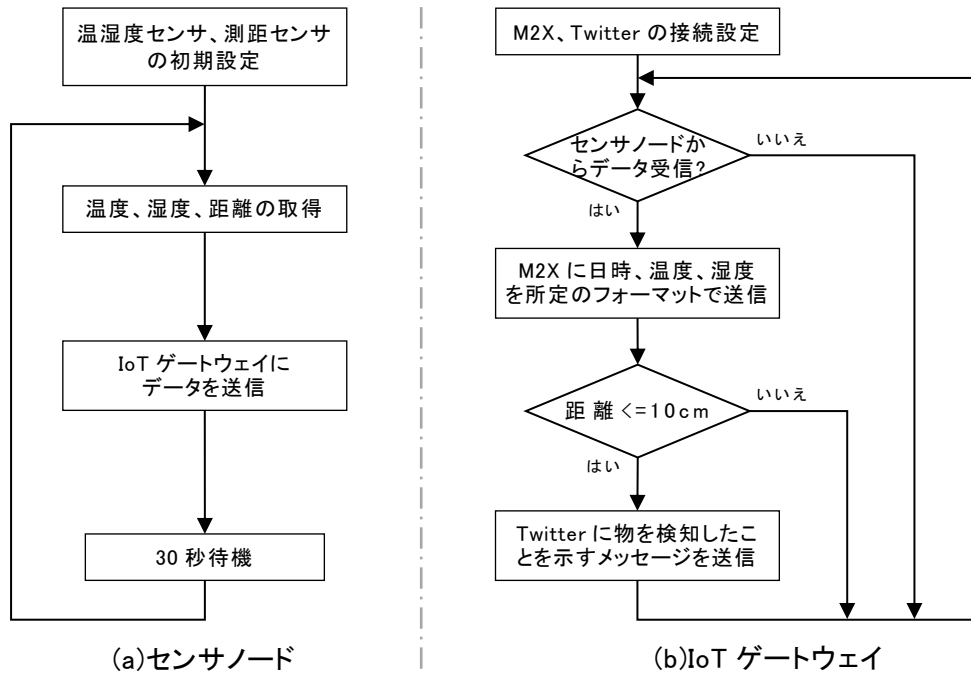 温湿度センサ、測距センサ
の初期設定
温度、湿度、距離の取得
IoT ゲートウェイに
データを送信
30 秒待機
(a)センサノード
M2X、Twitter の接続設定
センサノードか
らデータ受信?
いいえ
はい
M2X に日時、温度、湿度
を所定のフォーマットで送信
距離<=10cm
いいえ
はい
Twitter に物を検知したこ
とを示すメッセージを送信
(b)IoT ゲートウェイ